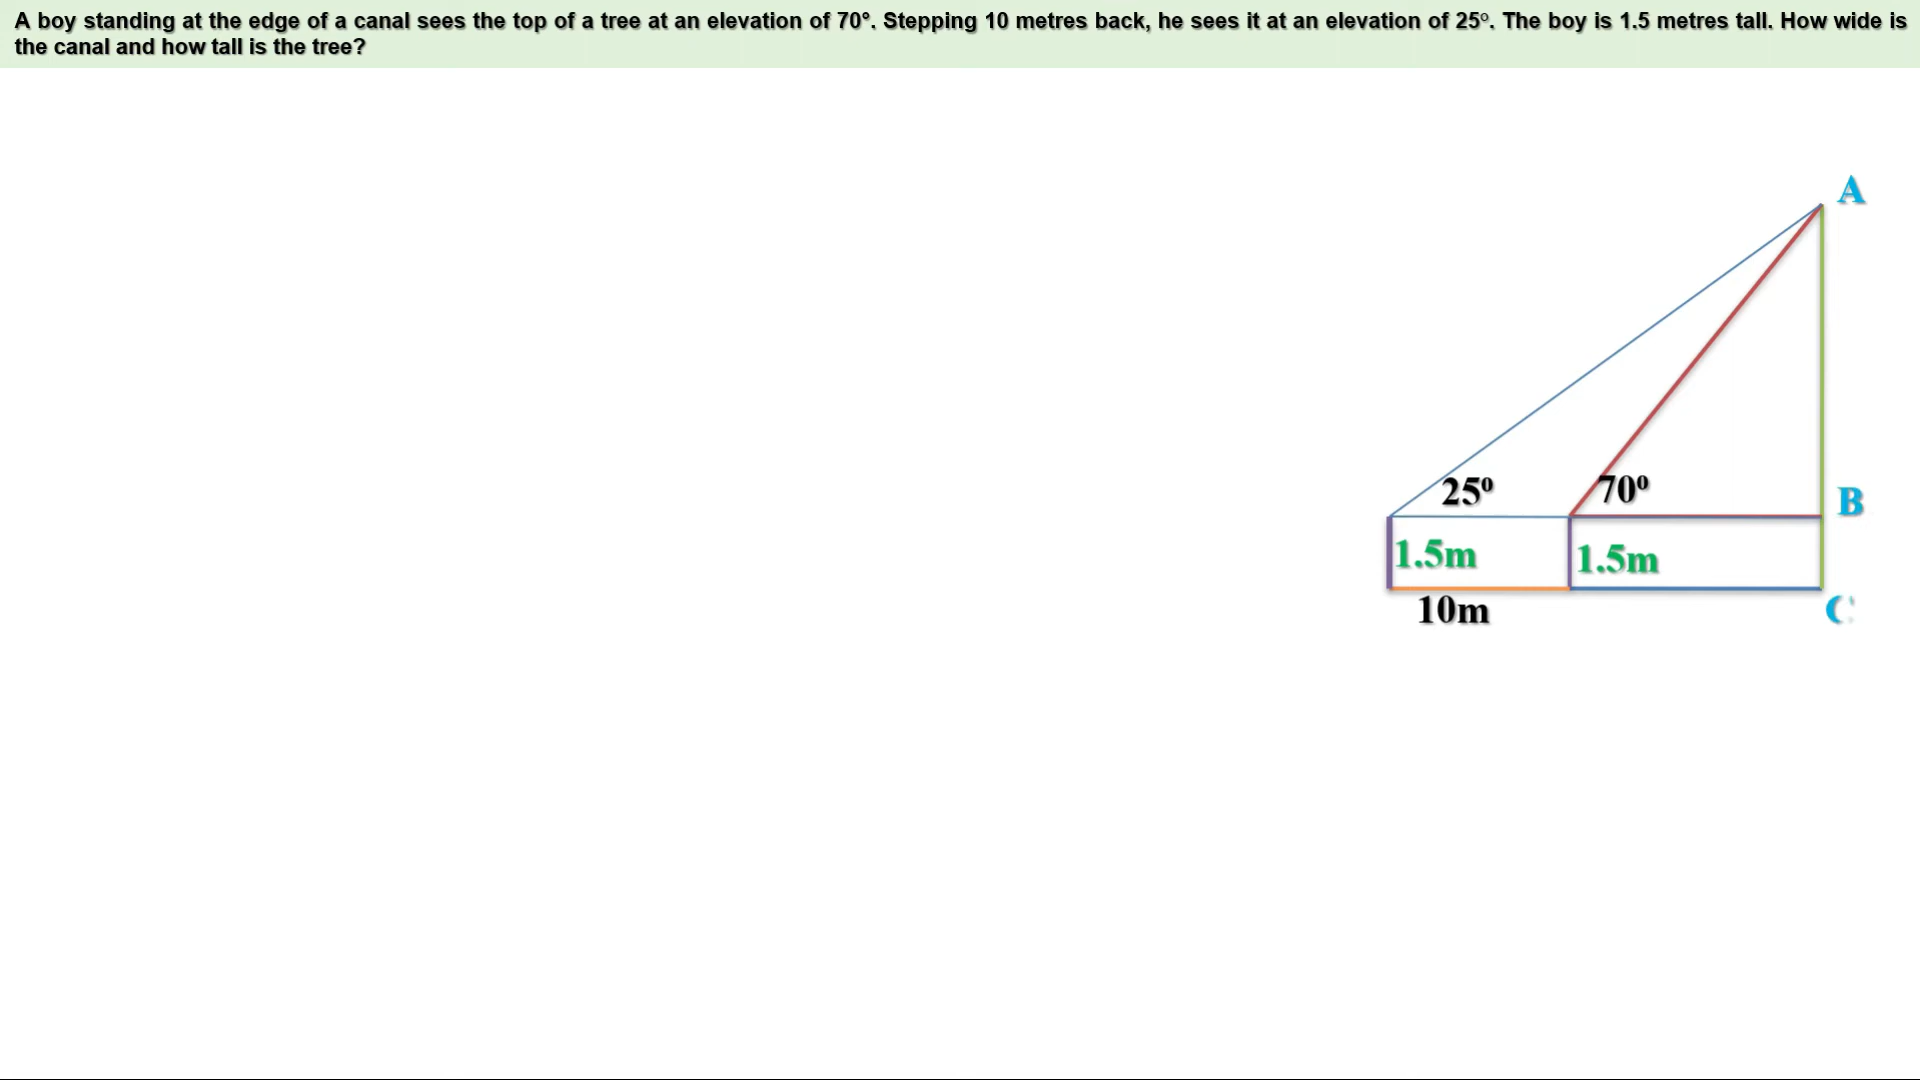 A boy standing at the edge of a canal sees the top of a tree at an elevation of 70°. Stepping 10 metres back, he sees it at an elevation of 25°. The boy is 1.5 metres tall. How wide is
the canal and how tall is the tree?
A
25⁰
70⁰
B
1.5m
1.5m
10m
C